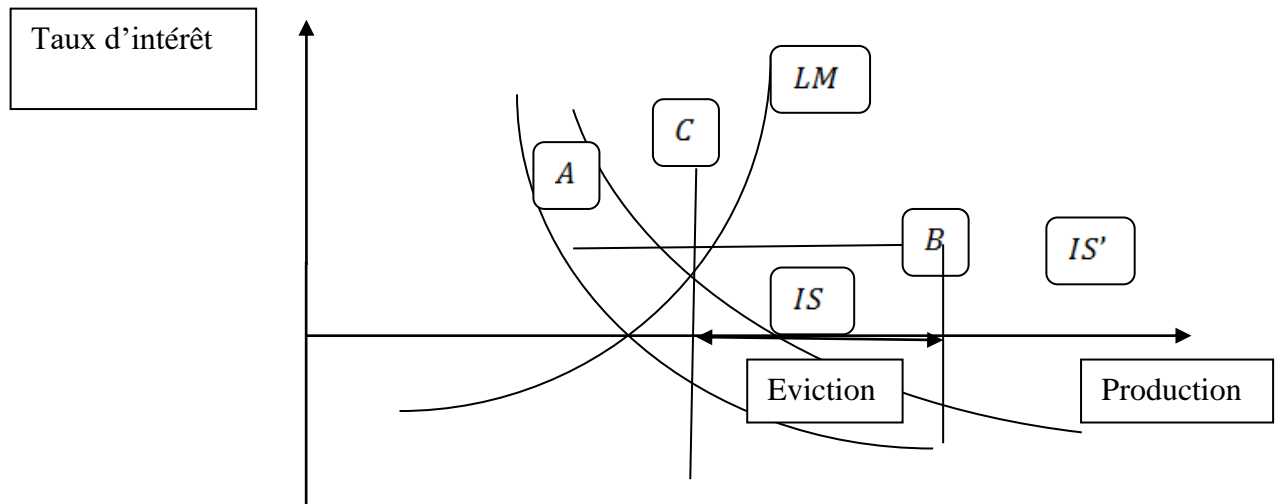 Taux d’intérêt
LM
C
A
B
IS’
IS
Eviction
Production